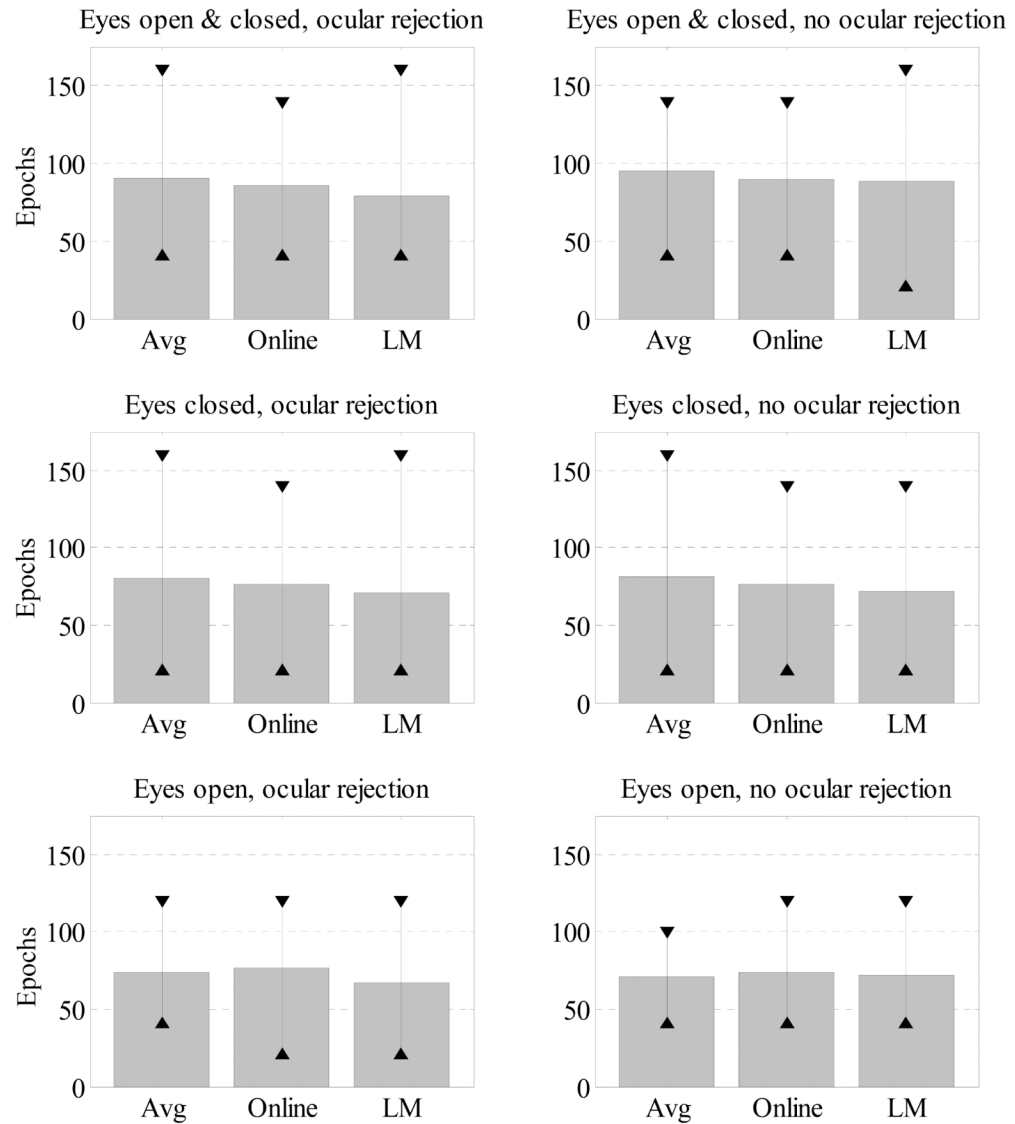 Eyes open & closed, ocular rejection
Epochs
150
100
50
0
Avg Online LM
Eyes open & closed, no ocular rejection
150
100
50
0
Avg Online LM
Eyes closed, ocular rejection
Epochs
150
100
50
0
Avg Online LM
Eyes closed, no ocular rejection
150
100
50
0
Avg Online LM
Eyes open, ocular rejection
Epochs
150
100
50
0
Avg Online LM
Eyes open, no ocular rejection
150
100
50
0
Avg Online LM